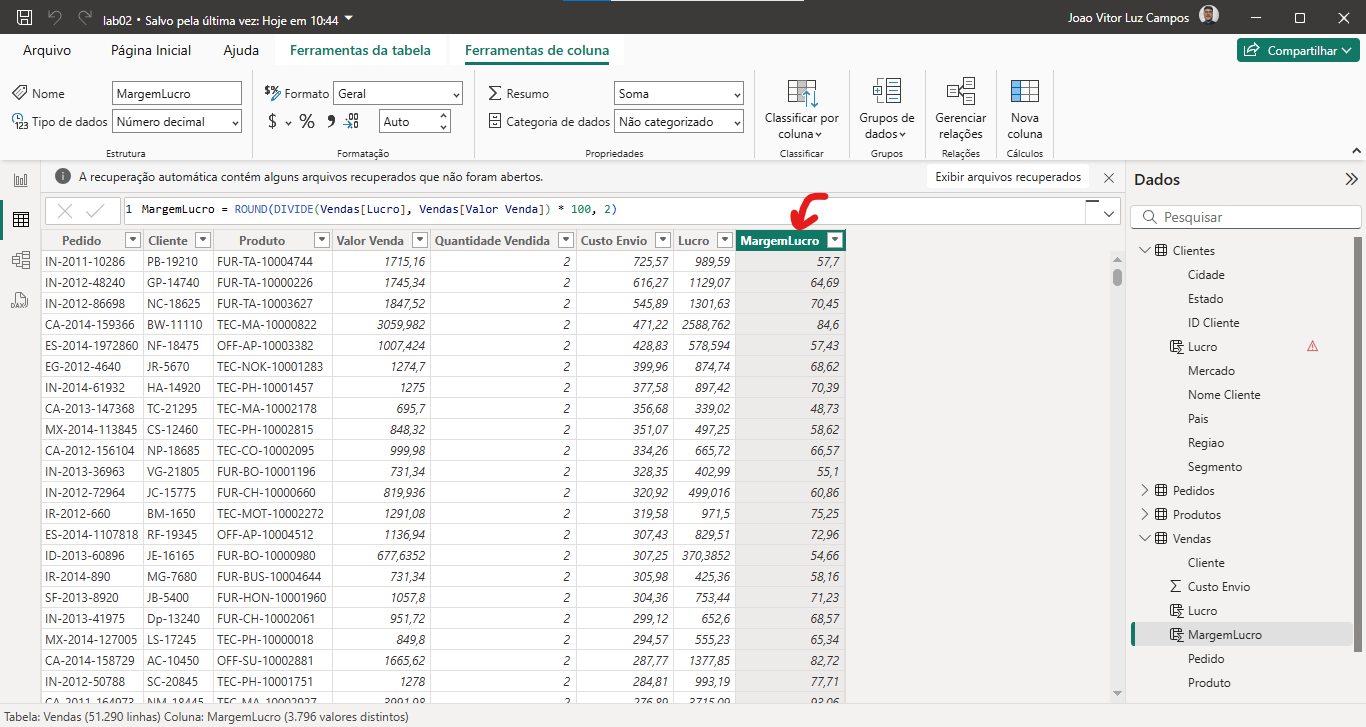 lab02 • Salvo pela última vez: Hoje em 10:44
Joao Vitor Luz Campos
Arquivo Página Inicial Ajuda Ferramentas da tabela Ferramentas de coluna
Compartilhar
Nome MargemLucro
Tipo de dados Número decimal
Estrutura
Formato Geral
$ % Auto
Formatação
Resumo Soma
Categoria de dados Não categorizado
Propriedades
Classificar por
coluna
Classificar
Grupos de
dados
Grupos
Gerenciar
relações
Relações
Nova
coluna
Cálculos
A recuperação automática contém alguns arquivos recuperados que não foram abertos.
Exibir arquivos recuperados
1 MargemLucro = ROUND(DIVIDE(Vendas[Lucro], Vendas[Valor Venda]) * 100, 2)
Pedido Cliente Produto Valor Venda Quantidade Vendida Custo Envio Lucro MargemLucro
IN-2011-10286 PB-19210 FUR-TA-10004744 1715,16 2 725,57 989,59 57,7
IN-2012-48240 GP-14740 FUR-TA-10000226 1745,34 2 616,27 1129,07 64,69
IN-2012-86698 NC-18625 FUR-TA-10003627 1847,52 2 545,89 1301,63 70,45
CA-2014-159366 BW-11110 TEC-MA-10000822 3059,982 2 471,22 2588,762 84,6
ES-2014-1972860 NF-18475 OFF-AP-10003382 1007,424 2 428,83 578,594 57,43
EG-2012-4640 JR-5670 TEC-NOK-10001283 1274,7 2 399,96 874,74 68,62
IN-2014-61932 HA-14920 TEC-PH-10001457 1275 2 377,58 897,42 70,39
CA-2013-147368 TC-21295 TEC-MA-10002178 695,7 2 356,68 339,02 48,73
MX-2014-113845 CS-12460 TEC-PH-10002815 848,32 2 351,07 497,25 58,62
CA-2012-156104 NP-18685 TEC-CO-10002095 999,98 2 334,26 665,72 66,57
IN-2013-36963 VG-21805 FUR-BO-10001196 731,34 2 328,35 402,99 55,1
IN-2012-72964 JC-15775 FUR-CH-10000660 819,936 2 320,92 499,016 60,86
IR-2012-660 BM-1650 TEC-MOT-10002272 1291,08 2 319,58 971,5 75,25
ES-2014-1107818 RF-19345 OFF-AP-10004512 1136,94 2 307,43 829,51 72,96
ID-2013-60896 JE-16165 FUR-BO-10000980 677,6352 2 307,25 370,3852 54,66
IR-2014-890 MG-7680 FUR-BUS-10004644 731,34 2 305,98 425,36 58,16
SF-2013-8920 JB-5400 FUR-HON-10001960 1057,8 2 304,36 753,44 71,23
IN-2013-41975 Dp-13240 FUR-CH-10002061 951,72 2 299,12 652,6 68,57
MX-2014-127005 LS-17245 TEC-PH-10000018 849,8 2 294,57 555,23 65,34
CA-2014-158729 AC-10450 OFF-SU-10002881 1665,62 2 287,77 1377,85 82,72
IN-2012-50788 SC-20845 TEC-PH-10001751 1278 2 284,81 993,19 77,71
CA-2011-164973 NM-18445 TEC-MA-10002927 3991,98 2 276,89 3715,09 93,06
Dados
Pesquisar
Clientes
Cidade
Estado
ID Cliente
Lucro
Mercado
Nome Cliente
Pais
Regiao
Segmento
Pedidos
Produtos
Vendas
Cliente
Custo Envio
Lucro
MargemLucro
Pedido
Produto
Tabela: Vendas (51.290 linhas) Coluna: MargemLucro (3.796 valores distintos)